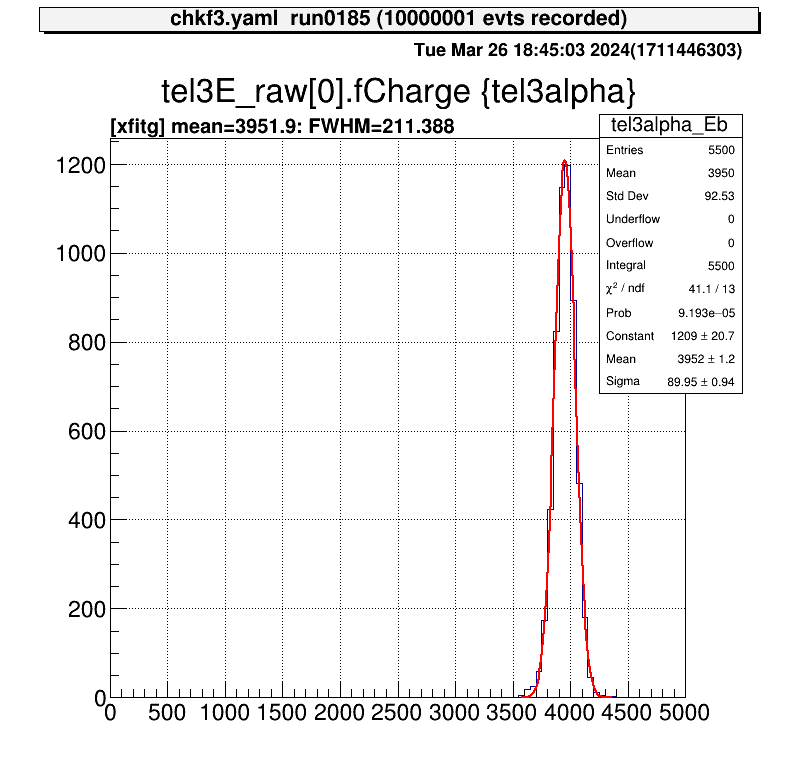 chkf3.yaml  run0185 (10000001 evts recorded)
Tue Mar 26 18:45:03 2024(1711446303)
tel3E_raw[0].fCharge {tel3alpha}
[xfitg] mean=3951.9: FWHM=211.388
tel3alpha_Eb
Entries 5500
Mean 3950
Std Dev 92.53
Underflow 0
Overflow 0
Integral 5500
χ² / ndf 41.1 / 13
Prob 9.193e−05
Constant 1209 ± 20.7
Mean 3952 ± 1.2
Sigma 89.95 ± 0.94
1200
1000
800
600
400
200
0
0 500 1000 1500 2000 2500 3000 3500 4000 4500 5000